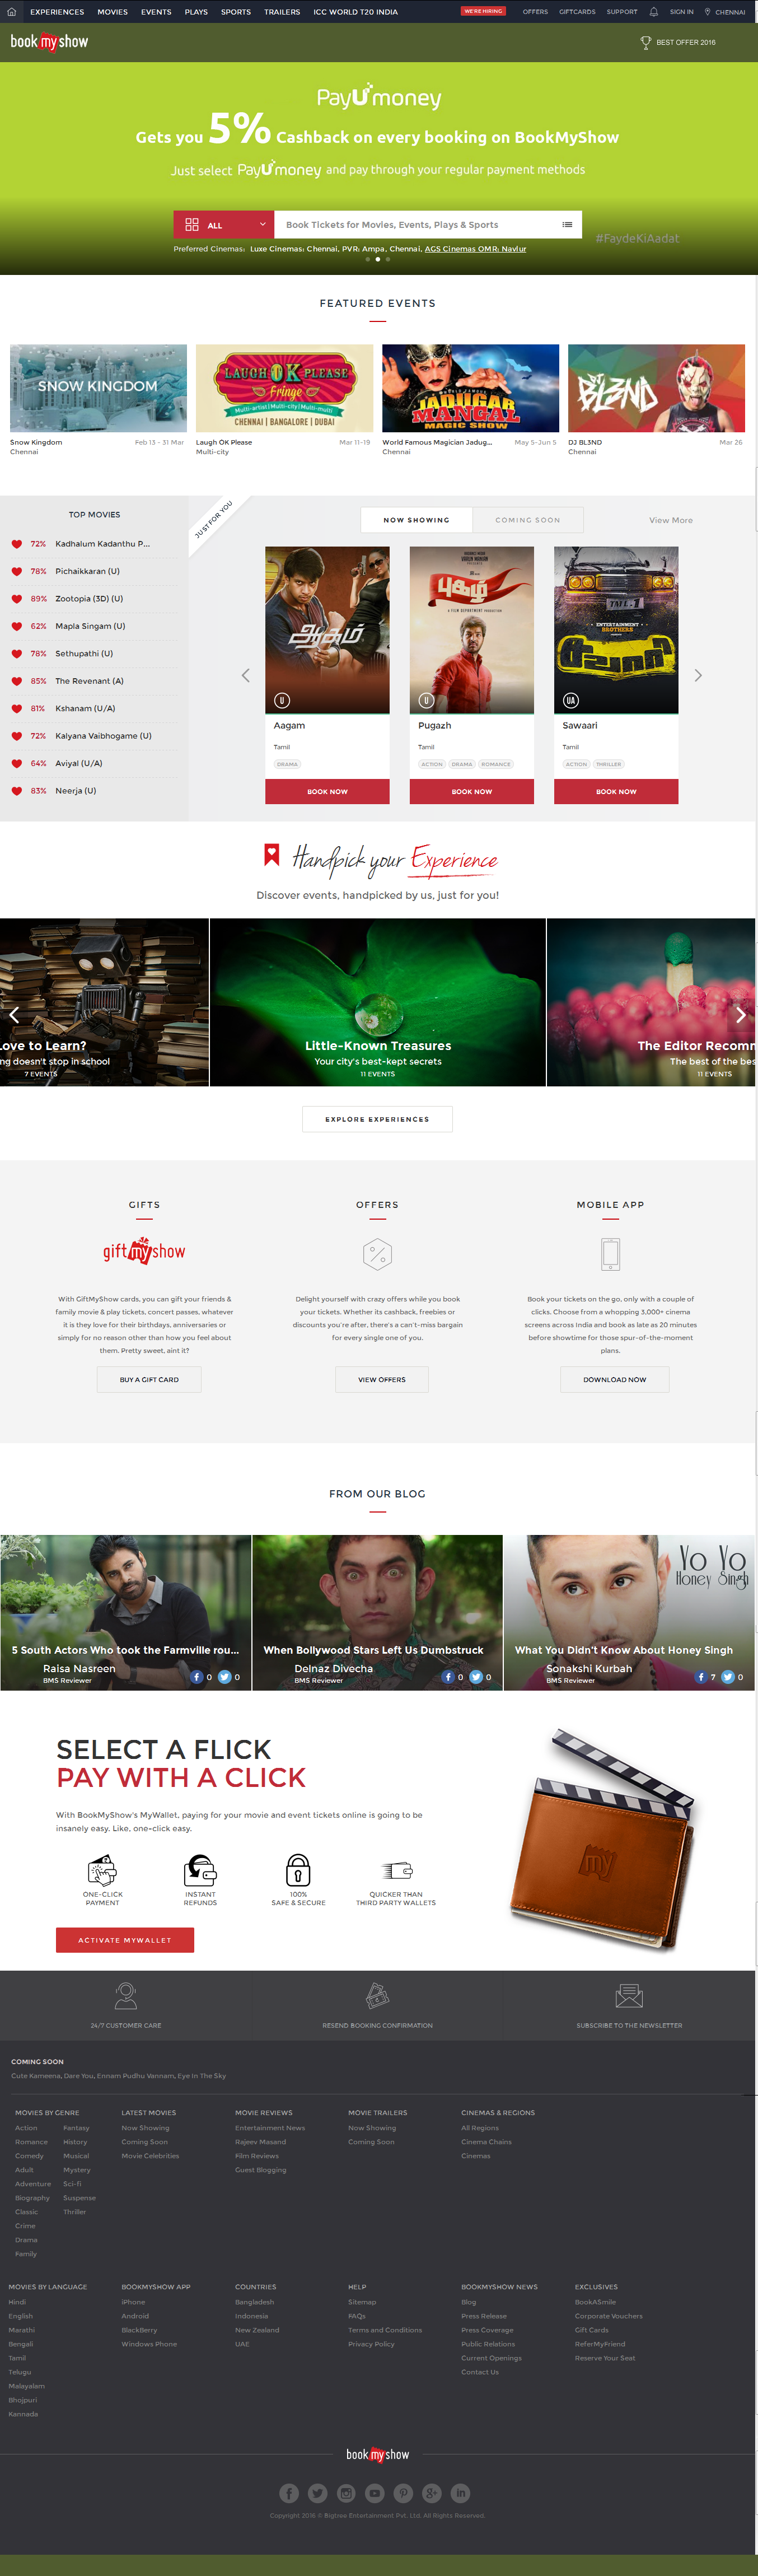 EXPERIENCES MOVIES EVENTS PLAYS SPORTS TRAILERS ICC WORLD T20 INDIA WE'RE HIRING OFFERS GIFTCARDS SUPPORT SIGN IN CHENNAI
book my show BEST OFFER 2016
PayUmoney
Gets you 5% Cashback on every booking on BookMyShow
Just select PayUmoney and pay through your regular payment methods
ALL Book Tickets for Movies, Events, Plays & Sports
#FaydeKiAadat
Preferred Cinemas: Luxe Cinemas: Chennai, PVR: Ampa, Chennai, AGS Cinemas OMR: Navlur
FEATURED EVENTS
SNOW KINGDOM
LAUGH OK PLEASE
Fringe
Multi-artist | Multi-city | Multi-multi
CHENNAI | BANGALORE | DUBAI
JADUGAR
MANGAL
MAGIC SHOW
BL3ND
Snow Kingdom Feb 13 - 31 Mar
Chennai
Laugh OK Please Mar 11-19
Multi-city
World Famous Magician Jadug... May 5-Jun 5
Chennai
DJ BL3ND Mar 26
Chennai
TOP MOVIES
72% Kadhalum Kadanthu P...
78% Pichaikkaran (U)
89% Zootopia (3D) (U)
62% Mapla Singam (U)
78% Sethupathi (U)
85% The Revenant (A)
81% Kshanam (U/A)
72% Kalyana Vaibhogame (U)
64% Aviyal (U/A)
83% Neerja (U)
JUST FOR YOU
NOW SHOWING COMING SOON View More
ஆகம்
U
Aagam
Tamil
DRAMA
BOOK NOW
புகழ்
A FILM DEPARTMENT PRODUCTION
U
Pugazh
Tamil
ACTION DRAMA ROMANCE
BOOK NOW
ENTERTAINMENT
BROTHERS
சவாரி
UA
Sawaari
Tamil
ACTION THRILLER
BOOK NOW
Handpick your Experience
Discover events, handpicked by us, just for you!
Love to Learn?
ng doesn't stop in school
7 EVENTS
Little-Known Treasures
Your city's best-kept secrets
11 EVENTS
The Editor Recomm
The best of the bes
11 EVENTS
EXPLORE EXPERIENCES
GIFTS
gift my show
With GiftMyShow cards, you can gift your friends &
family movie & play tickets, concert passes, whatever
it is they love for their birthdays, anniversaries or
simply for no reason other than how you feel about
them. Pretty sweet, aint it?
BUY A GIFT CARD
OFFERS
Delight yourself with crazy offers while you book
your tickets. Whether its cashback, freebies or
discounts you're after, there's a can't-miss bargain
for every single one of you.
VIEW OFFERS
MOBILE APP
Book your tickets on the go, only with a couple of
clicks. Choose from a whopping 3,000+ cinema
screens across India and book as late as 20 minutes
before showtime for those spur-of-the-moment
plans.
DOWNLOAD NOW
FROM OUR BLOG
5 South Actors Who took the Farmville rou...
Raisa Nasreen
BMS Reviewer 0 0
When Bollywood Stars Left Us Dumbstruck
Delnaz Divecha
BMS Reviewer 0 0
Yo Yo
Honey Singh
What You Didn't Know About Honey Singh
Sonakshi Kurbah
BMS Reviewer 7 0
SELECT A FLICK
PAY WITH A CLICK
With BookMyShow's MyWallet, paying for your movie and event tickets online is going to be
insanely easy. Like, one-click easy.
ONE-CLICK
PAYMENT
INSTANT
REFUNDS
100%
SAFE & SECURE
QUICKER THAN
THIRD PARTY WALLETS
my
ACTIVATE MYWALLET
24/7 CUSTOMER CARE RESEND BOOKING CONFIRMATION SUBSCRIBE TO THE NEWSLETTER
COMING SOON
Cute Kameena, Dare You, Ennam Pudhu Vannam, Eye In The Sky
MOVIES BY GENRE
Action Fantasy
Romance History
Comedy Musical
Adult Mystery
Adventure Sci-fi
Biography Suspense
Classic Thriller
Crime
Drama
Family
LATEST MOVIES
Now Showing
Coming Soon
Movie Celebrities
MOVIE REVIEWS
Entertainment News
Rajeev Masand
Film Reviews
Guest Blogging
MOVIE TRAILERS
Now Showing
Coming Soon
CINEMAS & REGIONS
All Regions
Cinema Chains
Cinemas
MOVIES BY LANGUAGE
Hindi
English
Marathi
Bengali
Tamil
Telugu
Malayalam
Bhojpuri
Kannada
BOOKMYSHOW APP
iPhone
Android
BlackBerry
Windows Phone
COUNTRIES
Bangladesh
Indonesia
New Zealand
UAE
HELP
Sitemap
FAQs
Terms and Conditions
Privacy Policy
BOOKMYSHOW NEWS
Blog
Press Release
Press Coverage
Public Relations
Current Openings
Contact Us
EXCLUSIVES
BookASmile
Corporate Vouchers
Gift Cards
ReferMyFriend
Reserve Your Seat
book my show
Copyright 2016 © Bigtree Entertainment Pvt. Ltd. All Rights Reserved.